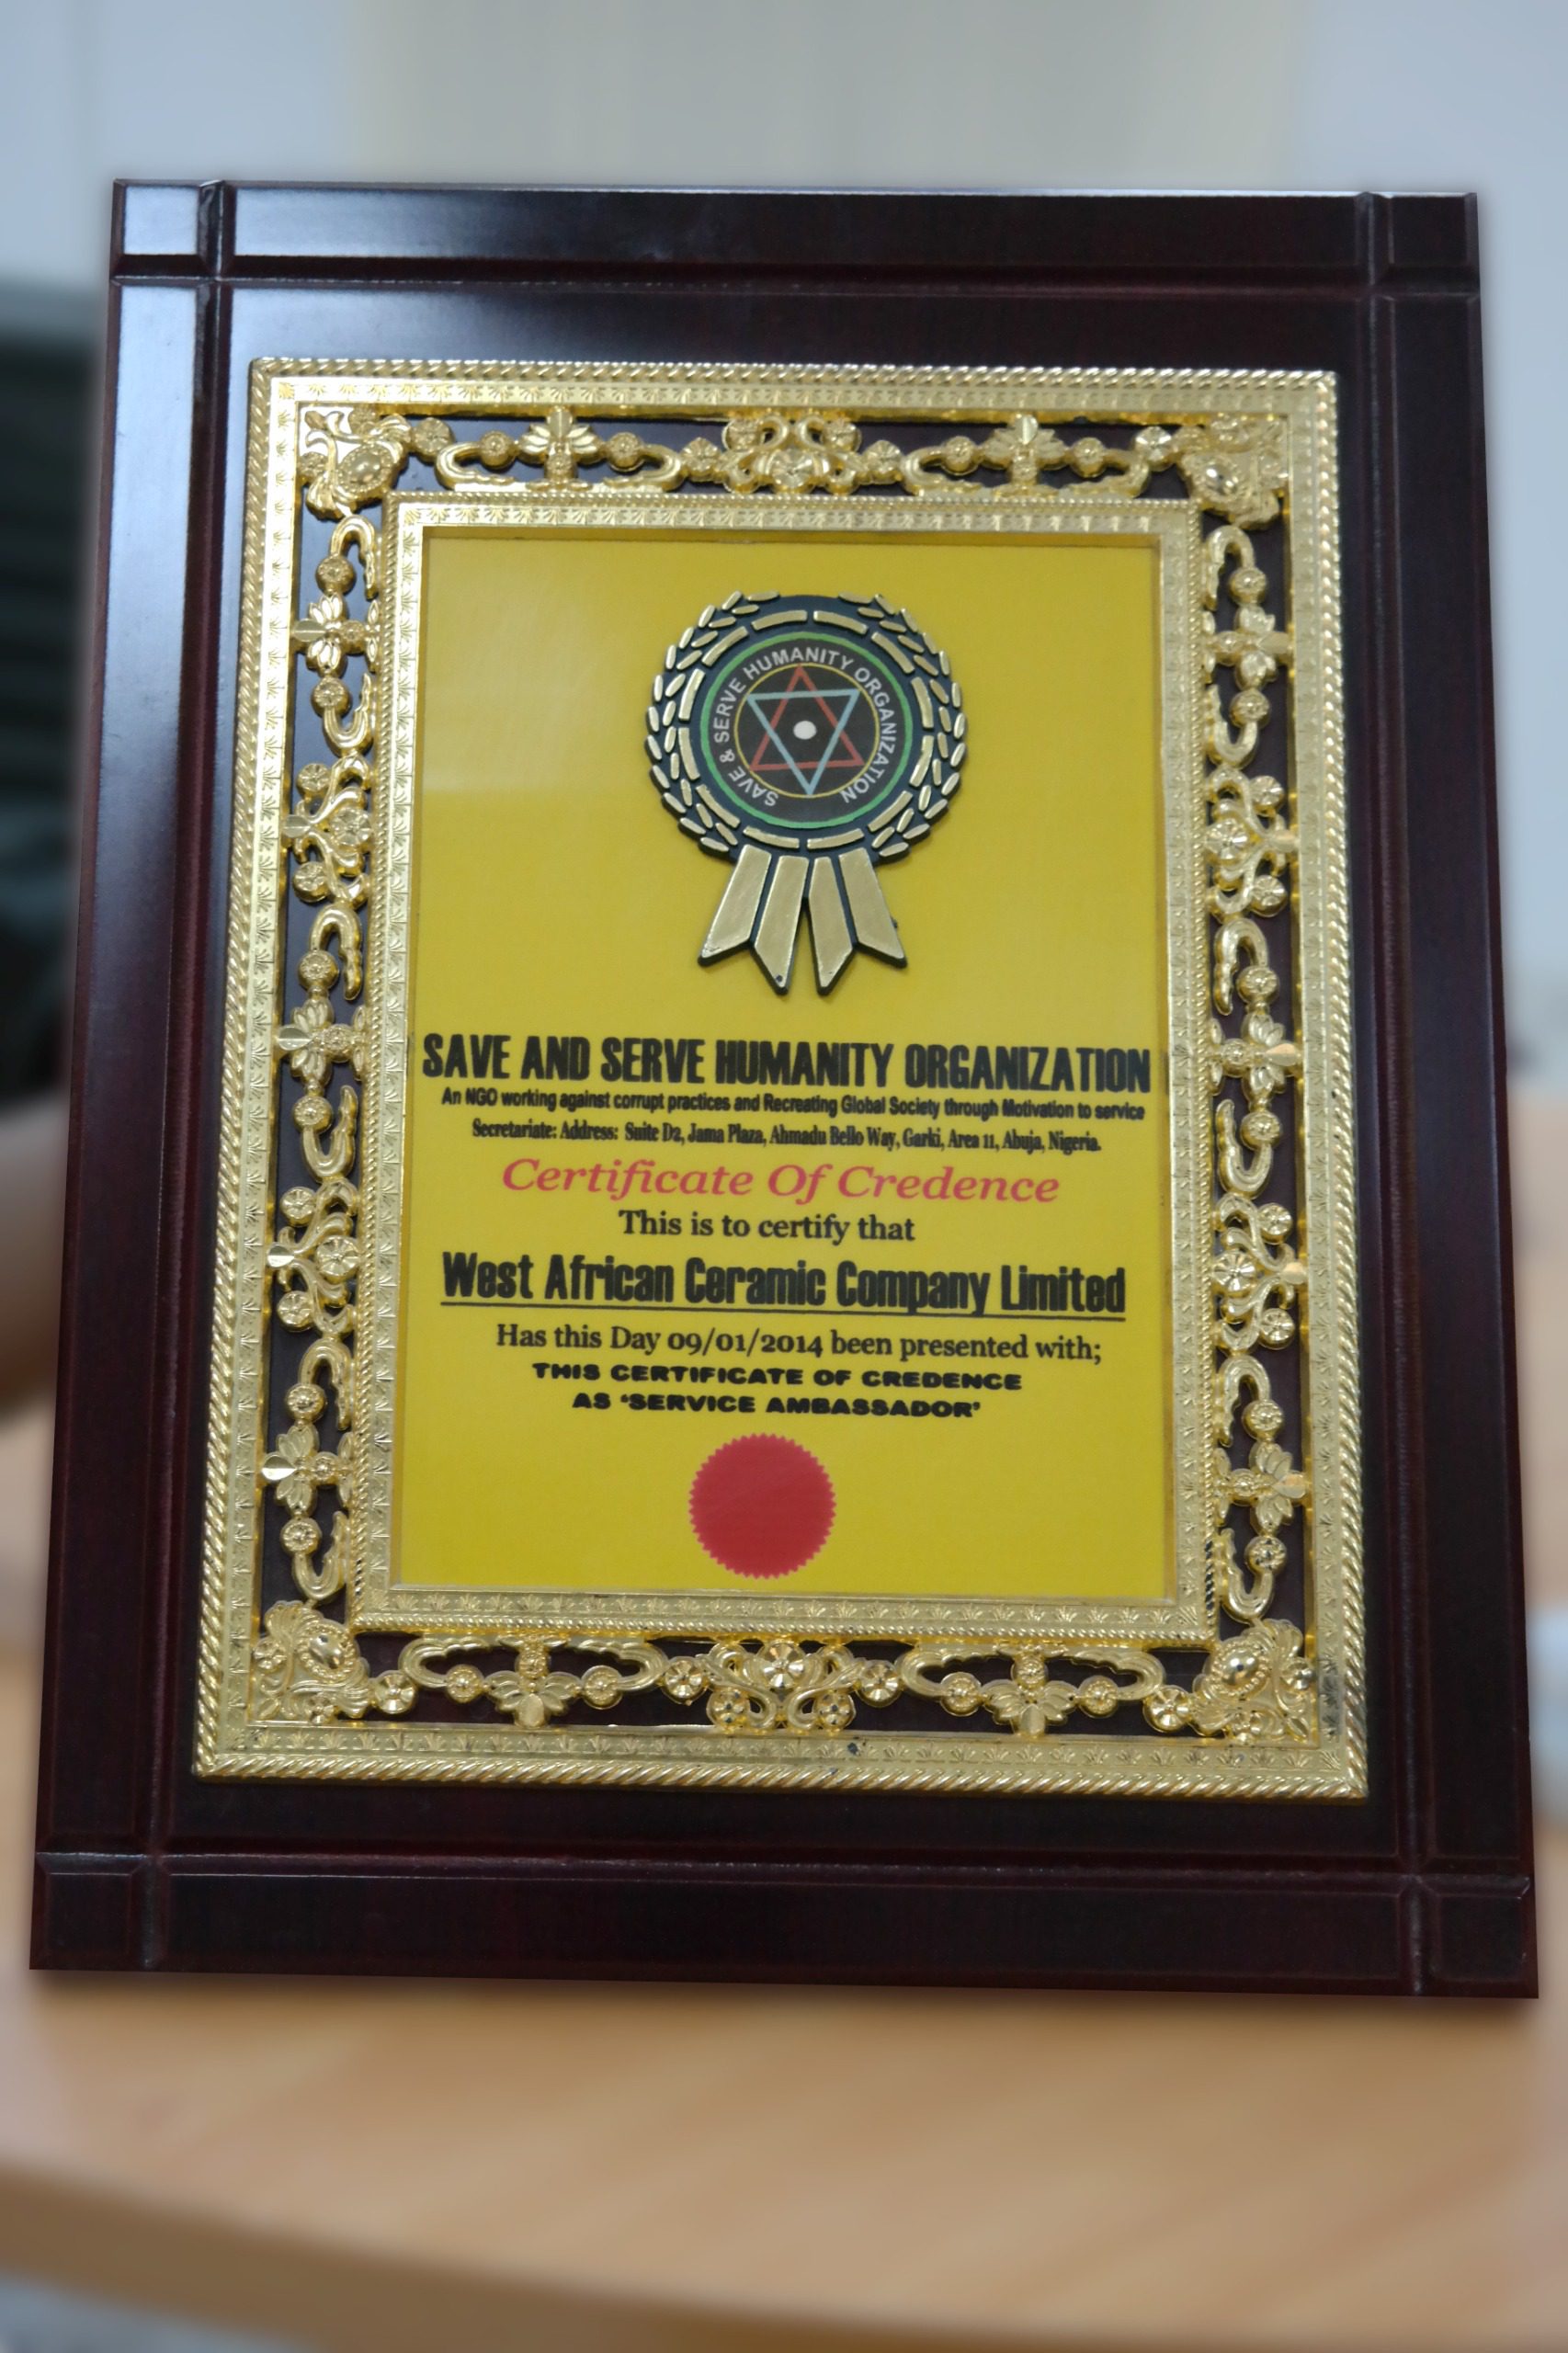 SAVE & SERVE HUMANITY ORGANIZATION
SAVE AND SERVE HUMANITY ORGANIZATION
An NGO working against corrupt practices and Recreating Global Society through Motivation to service
Secretariate: Address: Suite D2, Jama Plaza, Ahmadu Bello Way, Garki, Area 11, Abuja, Nigeria.
Certificate Of Credence
This is to certify that
West African Ceramic Company Limited
Has this Day 09/01/2014 been presented with;
THIS CERTIFICATE OF CREDENCE
AS 'SERVICE AMBASSADOR'